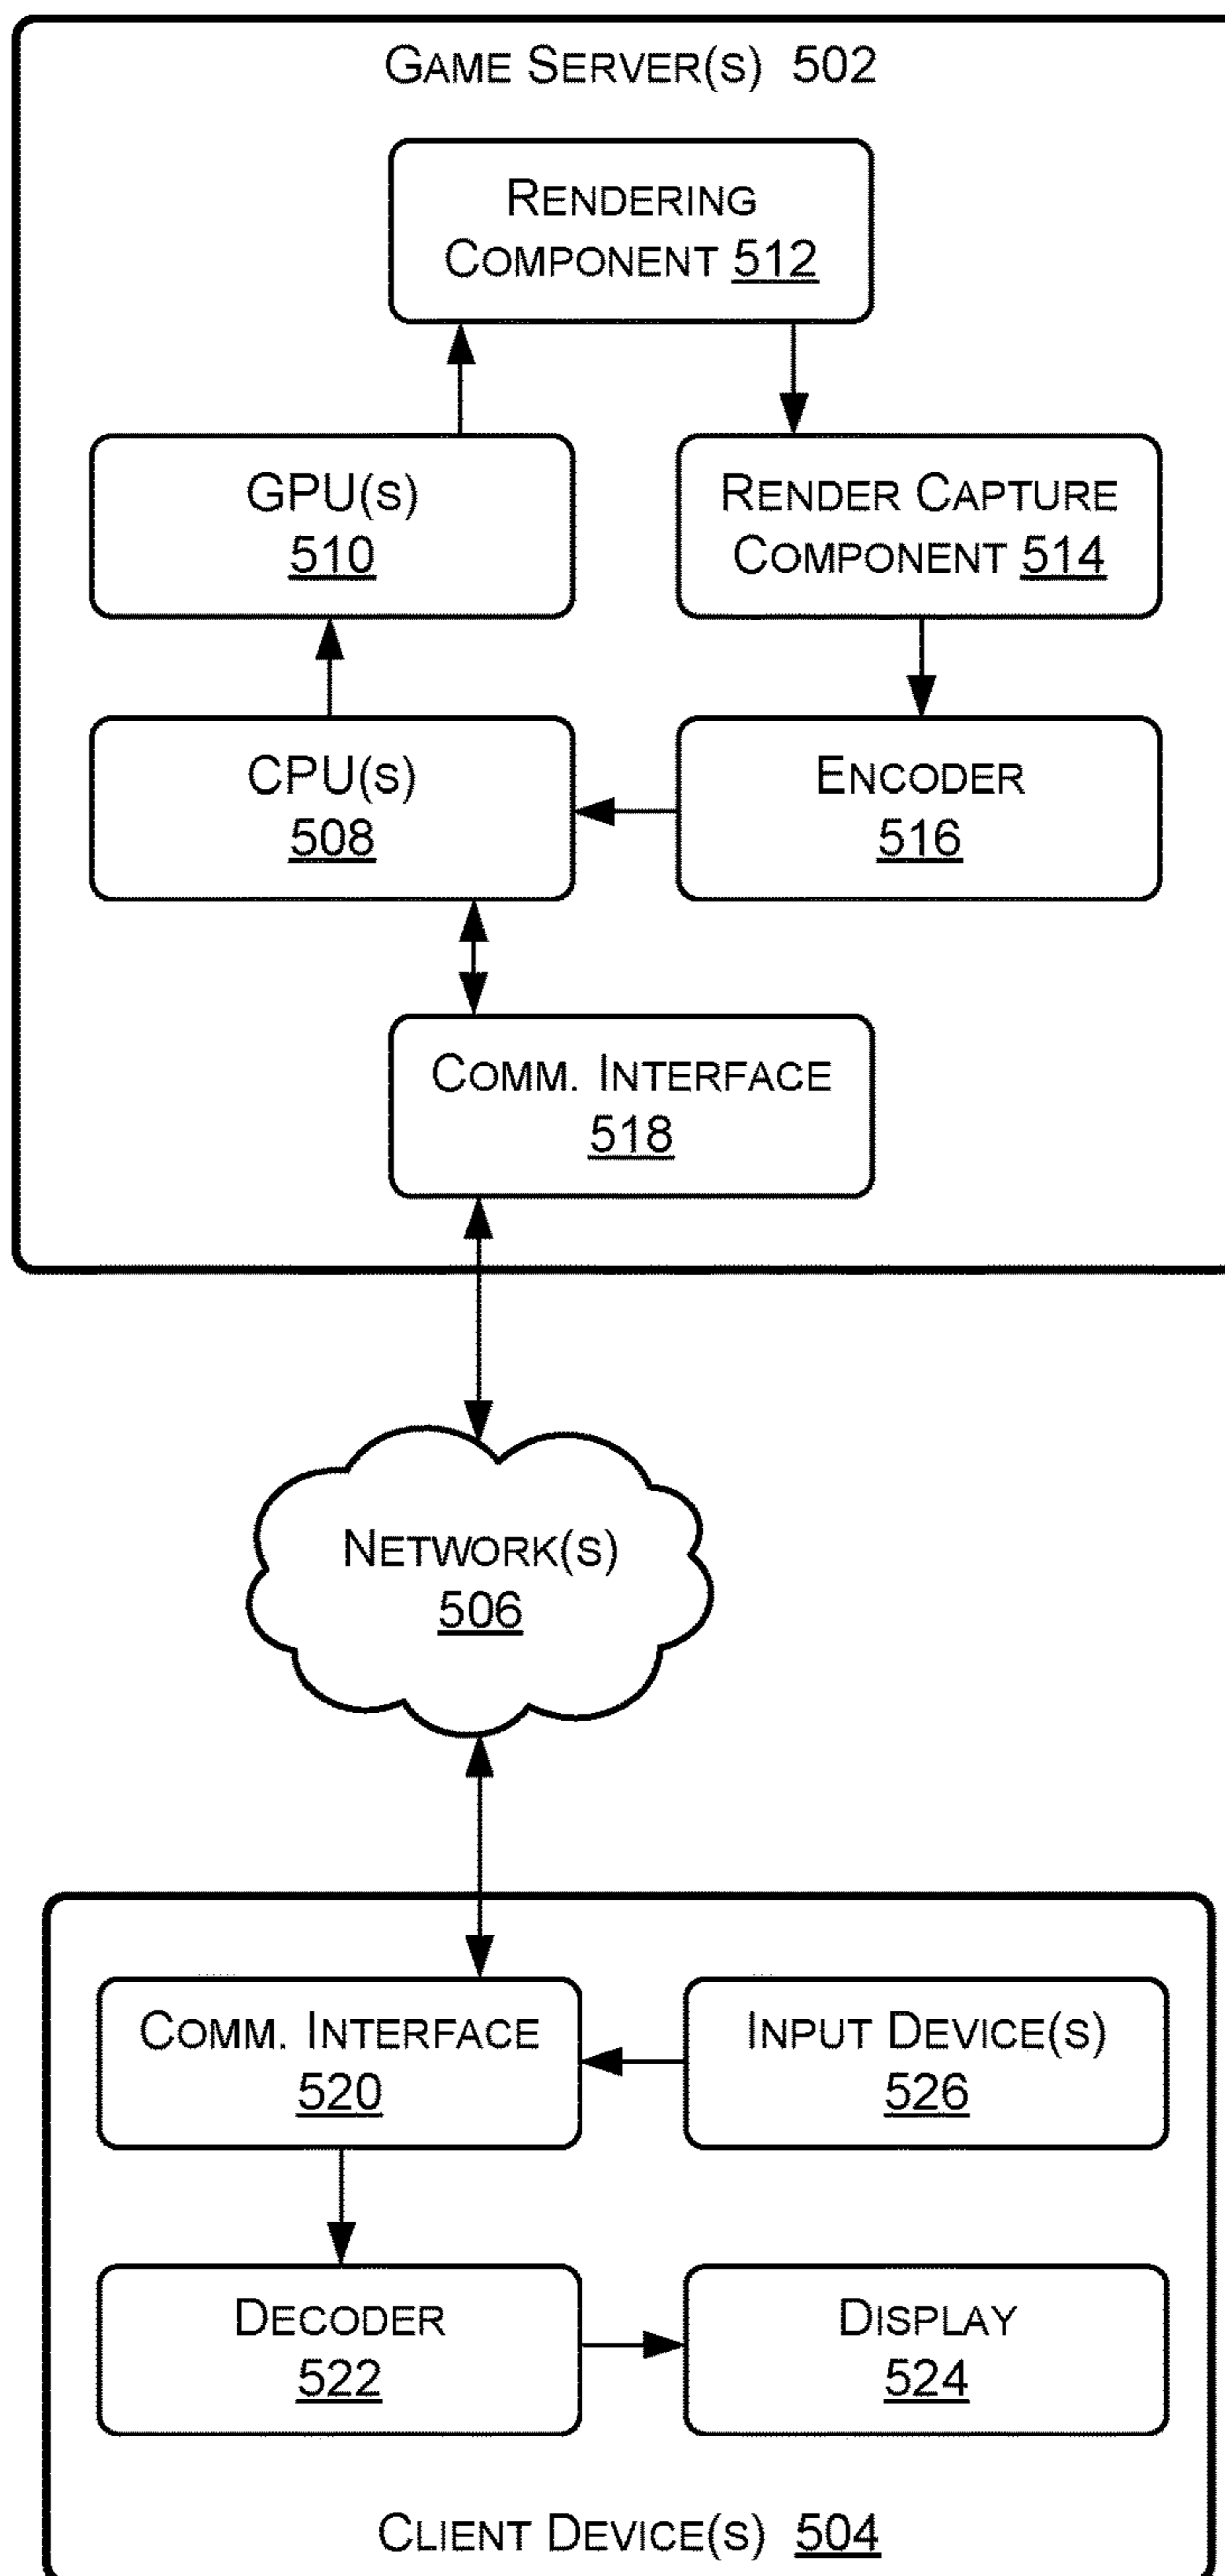 GAME SERVER(S) 502
RENDERING
COMPONENT 512
GPU(S)
510
RENDER CAPTURE
COMPONENT 514
CPU(S)
508
ENCODER
516
COMM. INTERFACE
518
NETWORK(S)
506
COMM. INTERFACE
520
INPUT DEVICE(S)
526
DECODER
522
DISPLAY
524
CLIENT DEVICE(S) 504